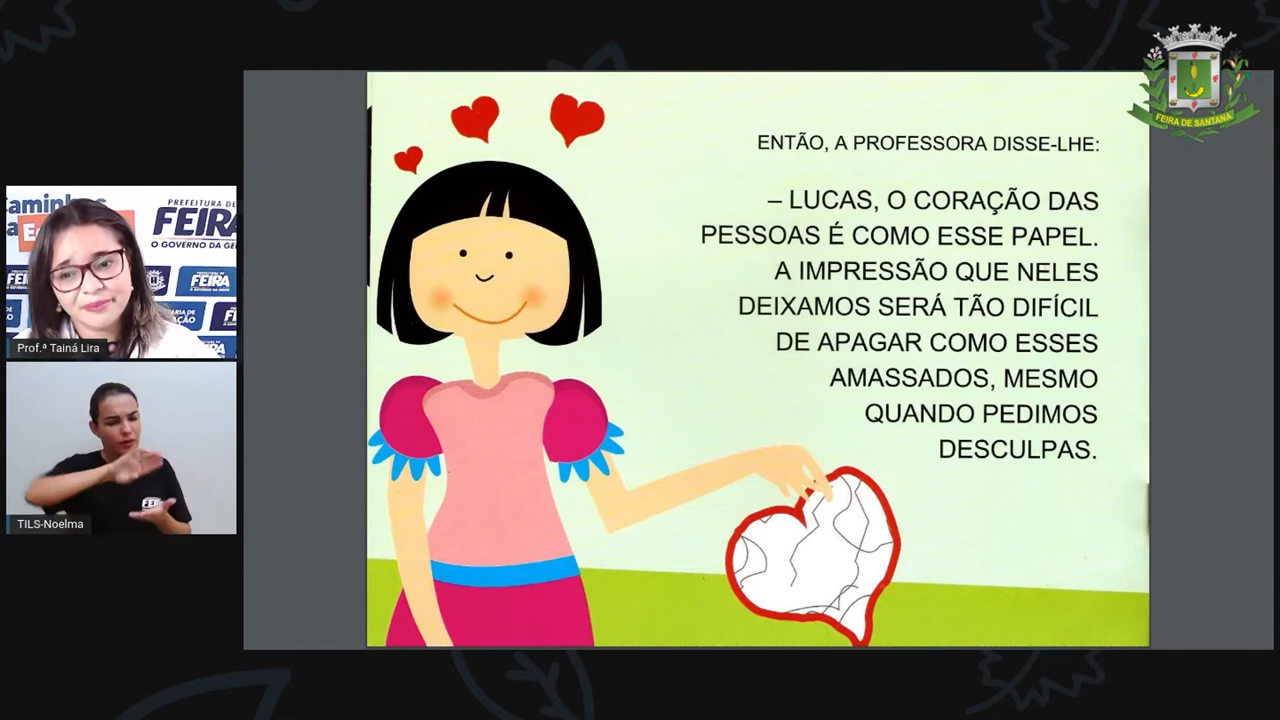 ENTÃO, A PROFESSORA DISSE-LHE:
– LUCAS, O CORAÇÃO DAS
PESSOAS É COMO ESSE PAPEL.
A IMPRESSÃO QUE NELES
DEIXAMOS SERÁ TÃO DIFÍCIL
DE APAGAR COMO ESSES
AMASSADOS, MESMO
QUANDO PEDIMOS
DESCULPAS.
FEIRA DE SANTANA
PREFEITURA DE
FEIRA
O GOVERNO DA
FEIRA
Prof.ª Tainá Lira
TILS-Noelma